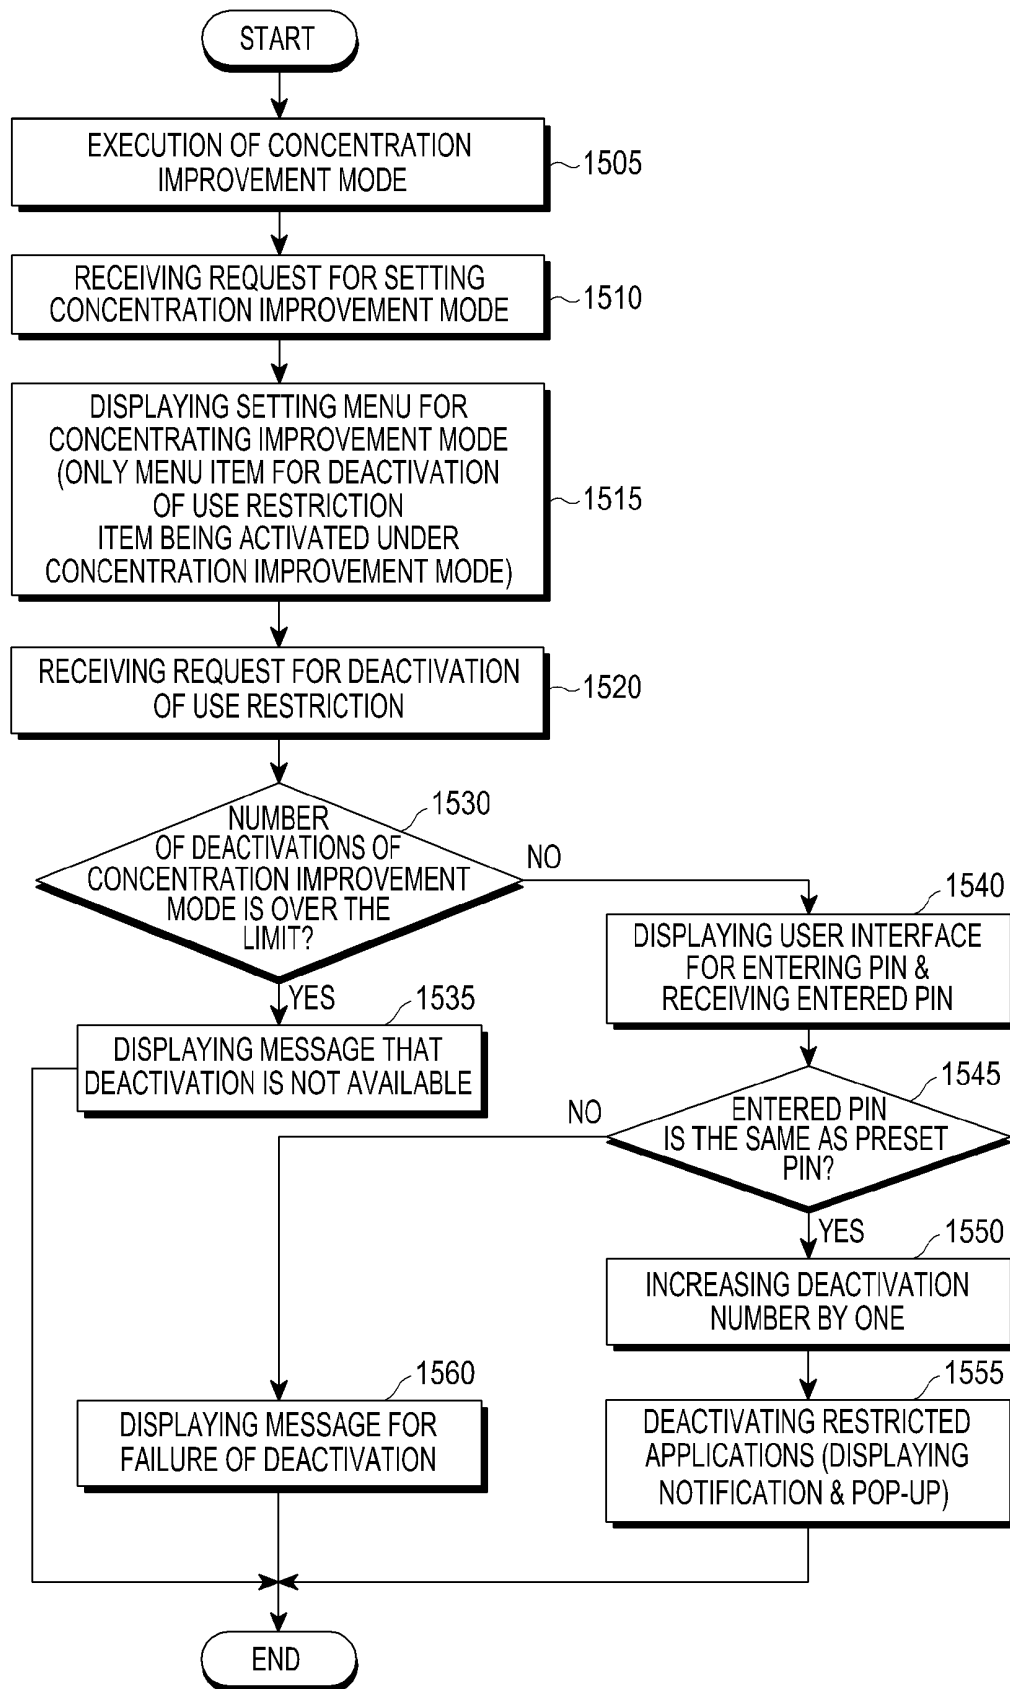 START
EXECUTION OF CONCENTRATION
IMPROVEMENT MODE
1505
RECEIVING REQUEST FOR SETTING
CONCENTRATION IMPROVEMENT MODE
1510
DISPLAYING SETTING MENU FOR
CONCENTRATING IMPROVEMENT MODE
(ONLY MENU ITEM FOR DEACTIVATION
OF USE RESTRICTION
ITEM BEING ACTIVATED UNDER
CONCENTRATION IMPROVEMENT MODE)
1515
RECEIVING REQUEST FOR DEACTIVATION
OF USE RESTRICTION
1520
1530
NUMBER
OF DEACTIVATIONS OF
CONCENTRATION IMPROVEMENT
MODE IS OVER THE
LIMIT?
NO
YES
1535
DISPLAYING MESSAGE THAT
DEACTIVATION IS NOT AVAILABLE
1540
DISPLAYING USER INTERFACE
FOR ENTERING PIN &
RECEIVING ENTERED PIN
1545
ENTERED PIN
IS THE SAME AS PRESET
PIN?
NO
YES
1550
INCREASING DEACTIVATION
NUMBER BY ONE
1555
DEACTIVATING RESTRICTED
APPLICATIONS (DISPLAYING
NOTIFICATION & POP-UP)
1560
DISPLAYING MESSAGE FOR
FAILURE OF DEACTIVATION
END